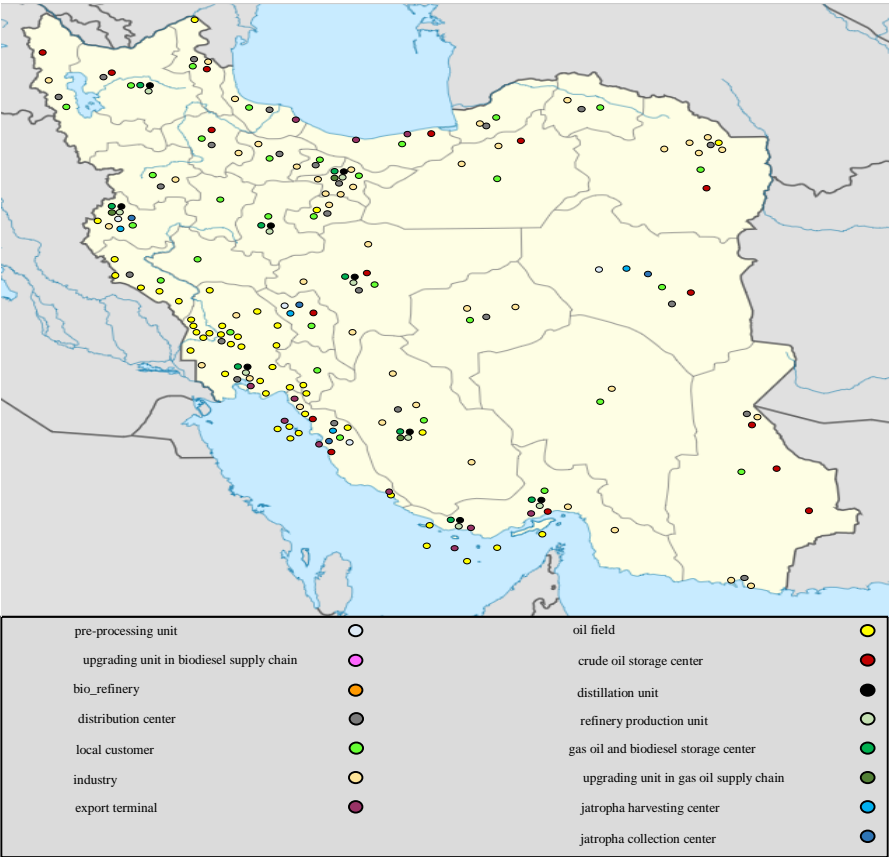 pre-processing unit
upgrading unit in biodiesel supply chain
bio_refinery
distribution center
local customer
industry
export terminal
oil field
crude oil storage center
distillation unit
refinery production unit
gas oil and biodiesel storage center
upgrading unit in gas oil supply chain
jatropha harvesting center
jatropha collection center